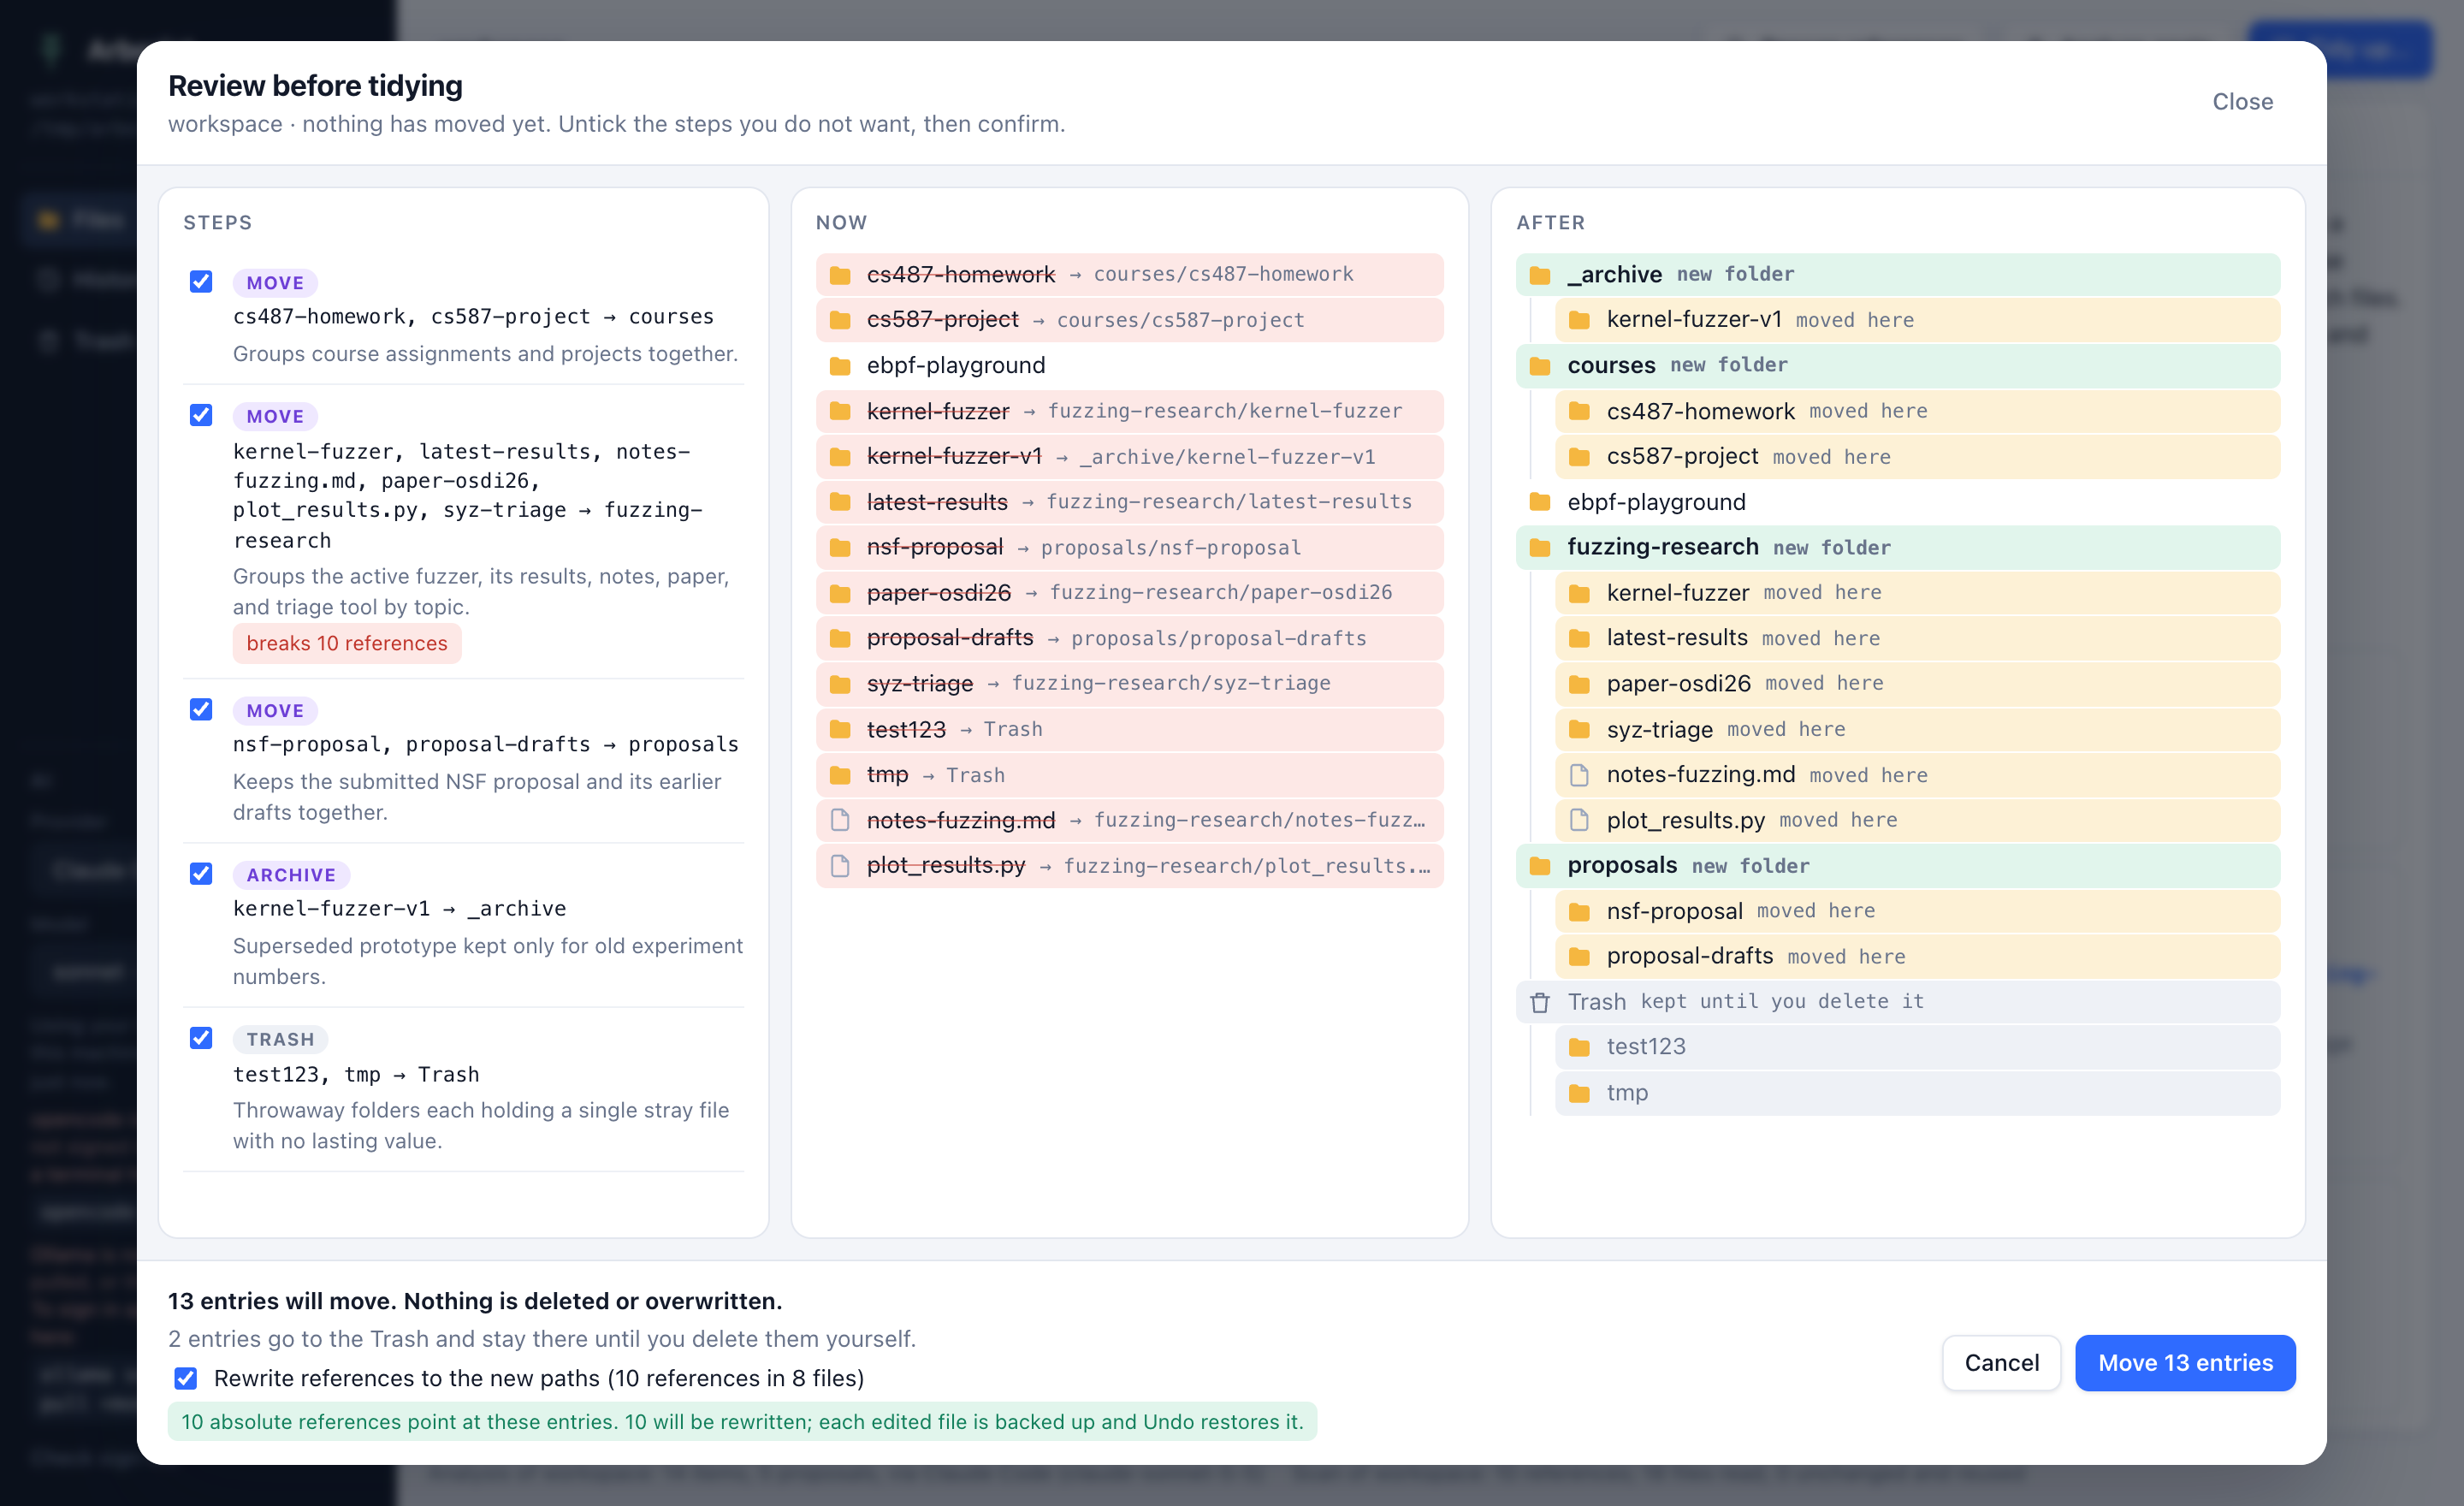 Review before tidying
workspace · nothing has moved yet. Untick the steps you do not want, then confirm.
Close
STEPS
MOVE
cs487-homework, cs587-project → courses
Groups course assignments and projects together.
MOVE
kernel-fuzzer, latest-results, notes-
fuzzing.md, paper-osdi26,
plot_results.py, syz-triage → fuzzing-
research
Groups the active fuzzer, its results, notes, paper,
and triage tool by topic.
breaks 10 references
MOVE
nsf-proposal, proposal-drafts → proposals
Keeps the submitted NSF proposal and its earlier
drafts together.
ARCHIVE
kernel-fuzzer-v1 → _archive
Superseded prototype kept only for old experiment
numbers.
TRASH
test123, tmp → Trash
Throwaway folders each holding a single stray file
with no lasting value.
NOW
cs487-homework → courses/cs487-homework
cs587-project → courses/cs587-project
ebpf-playground
kernel-fuzzer → fuzzing-research/kernel-fuzzer
kernel-fuzzer-v1 → _archive/kernel-fuzzer-v1
latest-results → fuzzing-research/latest-results
nsf-proposal → proposals/nsf-proposal
paper-osdi26 → fuzzing-research/paper-osdi26
proposal-drafts → proposals/proposal-drafts
syz-triage → fuzzing-research/syz-triage
test123 → Trash
tmp → Trash
notes-fuzzing.md → fuzzing-research/notes-fuzz…
plot_results.py → fuzzing-research/plot_results.…
AFTER
_archive new folder
kernel-fuzzer-v1 moved here
courses new folder
cs487-homework moved here
cs587-project moved here
ebpf-playground
fuzzing-research new folder
kernel-fuzzer moved here
latest-results moved here
paper-osdi26 moved here
syz-triage moved here
notes-fuzzing.md moved here
plot_results.py moved here
proposals new folder
nsf-proposal moved here
proposal-drafts moved here
Trash kept until you delete it
test123
tmp
13 entries will move. Nothing is deleted or overwritten.
2 entries go to the Trash and stay there until you delete them yourself.
Rewrite references to the new paths (10 references in 8 files)
10 absolute references point at these entries. 10 will be rewritten; each edited file is backed up and Undo restores it.
Cancel
Move 13 entries